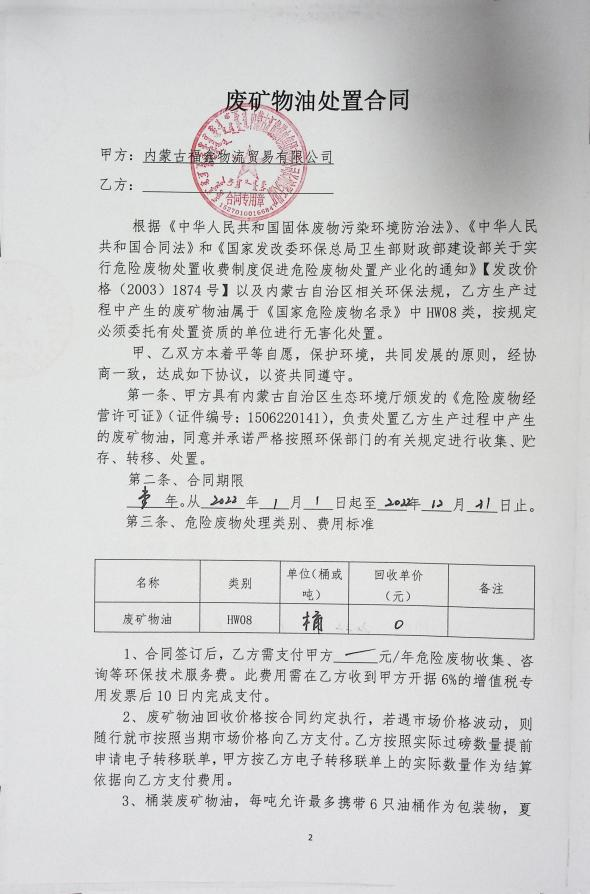 废矿物油处置合同
甲方：内蒙古福鑫物流贸易有限公司
合同专用章
乙方：
根据《中华人民共和国固体废物污染环境防治法》、《中华人民
共和国合同法》和《国家发改委环保总局卫生部财政部建设部关于实
行危险废物处置收费制度促进危险废物处置产业化的通知》【发改价
格（2003）1874号】以及内蒙古自治区相关环保法规，乙方生产过
程中产生的废矿物油属于《国家危险废物名录》中HW08类，按规定
必须委托有处置资质的单位进行无害化处置。
甲、乙双方本着平等自愿，保护环境，共同发展的原则，经协
商一致，达成如下协议，以资共同遵守。
第一条、甲方具有内蒙古自治区生态环境厅颁发的《危险废物经
营许可证》（证件编号：1506220141），负责处置乙方生产过程中产生
的废矿物油，同意并承诺严格按照环保部门的有关规定进行收集、贮
存、转移、处置。
第二条、合同期限
壹年。从2022年1月1日起至2022年12月31日止。
第三条、危险废物处理类别、费用标准
名称 类别 单位（桶或吨） 回收单价（元） 备注
废矿物油 HW08 桶 0
1、合同签订后，乙方需支付甲方 一 元/年危险废物收集、咨
询等环保技术服务费。此费用需在乙方收到甲方开据6%的增值税专
用发票后10日内完成支付。
2、废矿物油回收价格按合同约定执行，若遇市场价格波动，则
随行就市按照当期市场价格向乙方支付。乙方按照实际过磅数量提前
申请电子转移联单，甲方按乙方电子转移联单上的实际数量作为结算
依据向乙方支付费用。
3、桶装废矿物油，每吨允许最多携带6只油桶作为包装物，夏
2